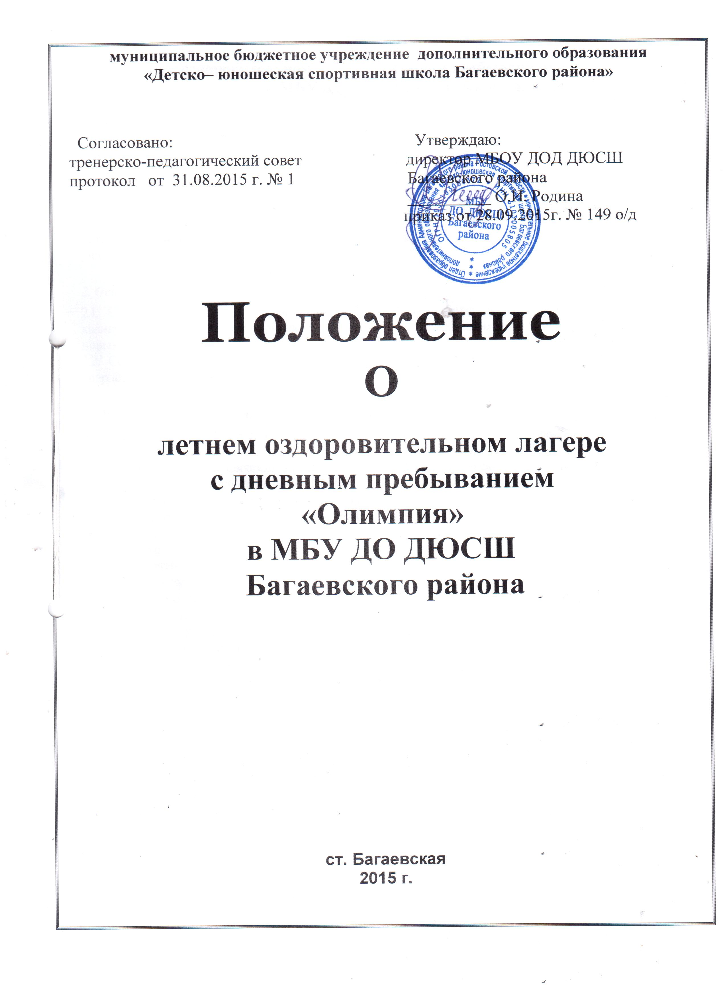 муниципальное бюджетное учреждение дополнительного образования
«Детско– юношеская спортивная школа Багаевского района»
Согласовано:
тренерско-педагогический совет
протокол от 31.08.2015 г. № 1
Утверждаю:
директор МБОУ ДОД ДЮСШ
Багаевского района
__________ О.И. Родина
приказ от 28.09.2015г. № 149 о/д
МБУ
ДО ДЮСШ
Багаевского
района
Положение
О
летнем оздоровительном лагере
с дневным пребыванием
«Олимпия»
в МБУ ДО ДЮСШ
Багаевского района
ст. Багаевская
2015 г.